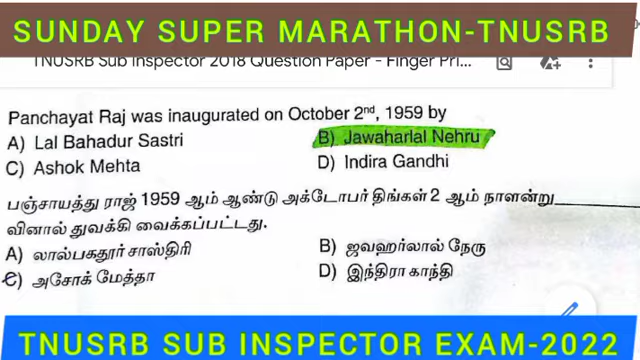 SUNDAY SUPER MARATHON-TNUSRB
TNUSRB Sub Inspector 2018 Question Paper - Finger Pri...
Panchayat Raj was inaugurated on October 2nd, 1959 by
A) Lal Bahadur Sastri
B) Jawaharlal Nehru
C) Ashok Mehta
D) Indira Gandhi
பஞ்சாயத்து ராஜ் 1959 ஆம் ஆண்டு அக்டோபர் திங்கள் 2 ஆம் நாளன்று______
வினால் துவக்கி வைக்கப்பட்டது.
A) லால்பகதூர் சாஸ்திரி
B) ஜவஹர்லால் நேரு
C) அசோக் மேத்தா
D) இந்திரா காந்தி
TNUSRB SUB INSPECTOR EXAM-2022